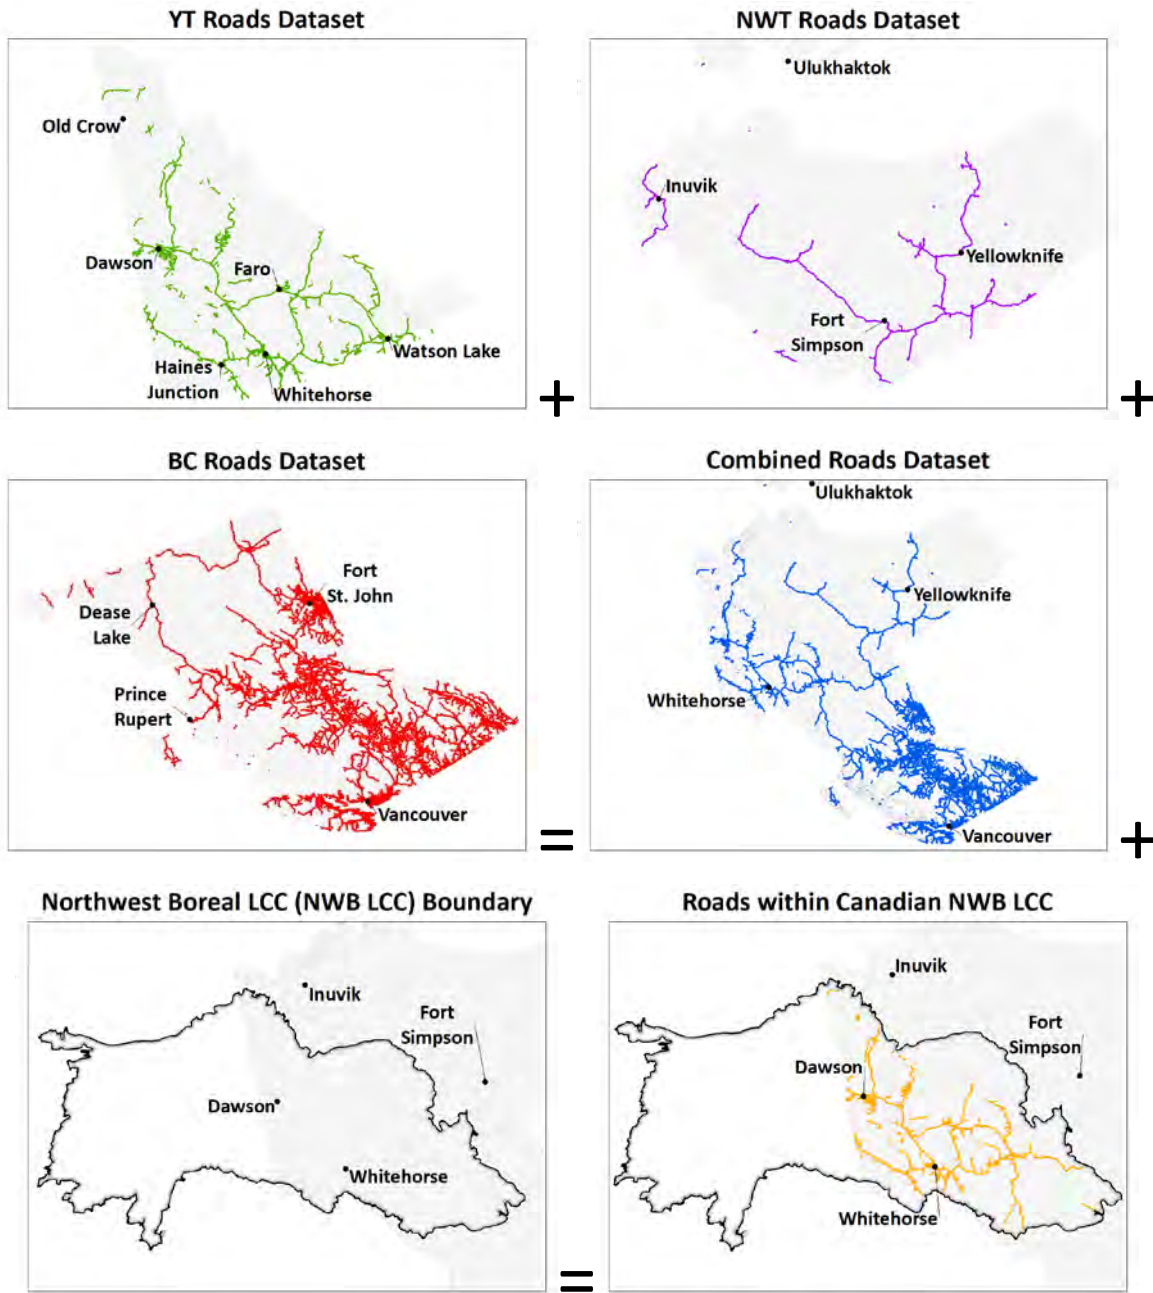 YT Roads Dataset
NWT Roads Dataset
Old Crow
Dawson
Faro
Watson Lake
Haines
Junction
Whitehorse
+
Ulukhaktok
Inuvik
Yellowknife
Fort
Simpson
+
BC Roads Dataset
Combined Roads Dataset
Fort
St. John
Dease
Lake
Prince
Rupert
Vancouver
=
Ulukhaktok
Yellowknife
Whitehorse
Vancouver
+
Northwest Boreal LCC (NWB LCC) Boundary
Roads within Canadian NWB LCC
Inuvik
Fort
Simpson
Dawson
Whitehorse
=
Inuvik
Fort
Simpson
Dawson
Whitehorse